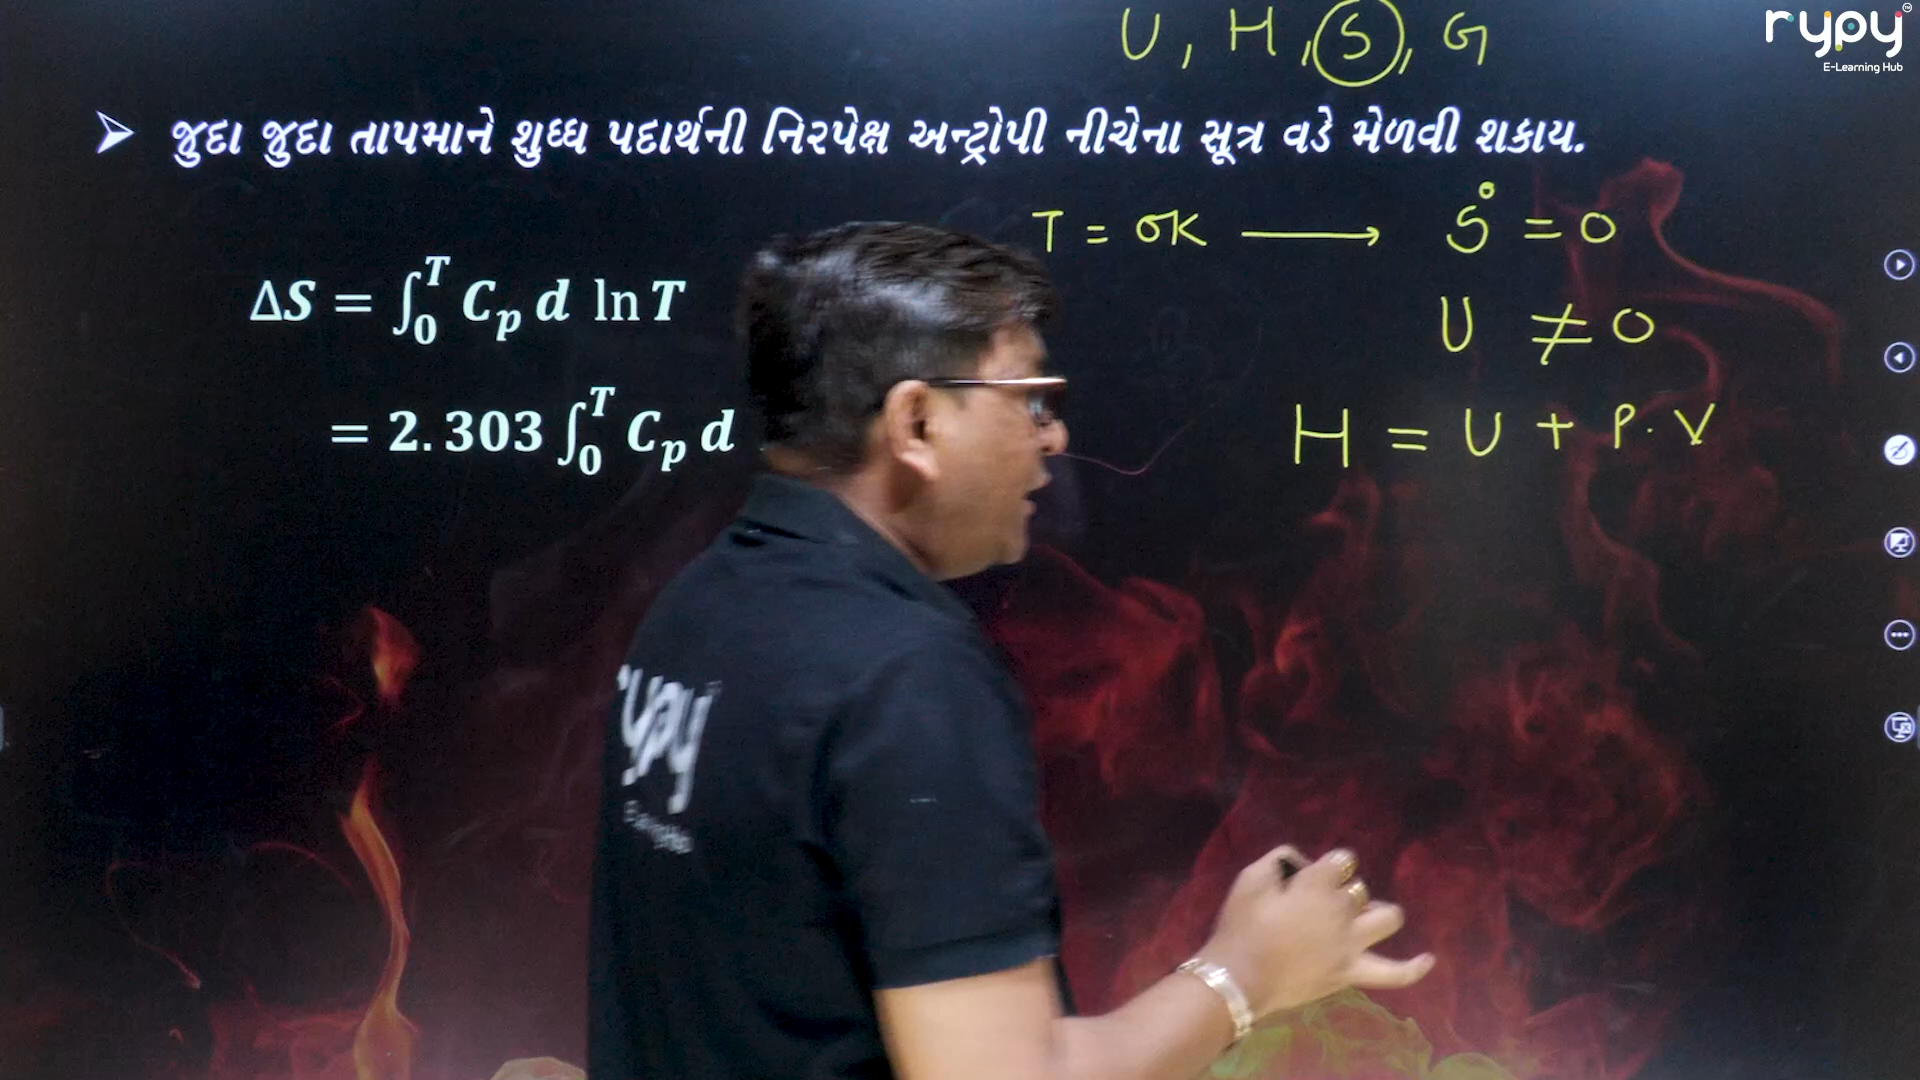 U, H, S, G
rypy
E-Learning Hub
➤ જુદા જુદા તાપમાને શુધ્ધ પદાર્થની નિરપેક્ષ અન્ટ્રોપી નીચેના સૂત્ર વડે મેળવી શકાય.
T = 0K ⟶ S° = 0
ΔS = ∫₀ᵀ Cₚ d ln T
U ≠ 0
= 2.303 ∫₀ᵀ Cₚ d
H = U + P.V
ypy